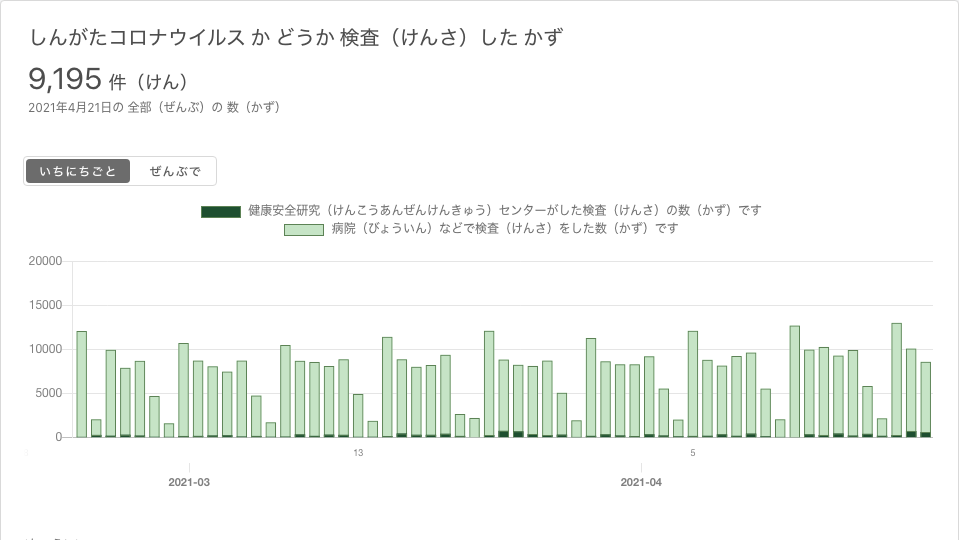 しんがたコロナウイルス か どうか 検査（けんさ）した かず
9,195 件（けん）
2021年4月21日の 全部（ぜんぶ）の 数（かず）
いちにちごと ぜんぶで
健康安全研究（けんこうあんぜんけんきゅう）センターがした検査（けんさ）の数（かず）です
病院（びょういん）などで検査（けんさ）をした数（かず）です
20000
15000
10000
5000
0
13 5
2021-03 2021-04